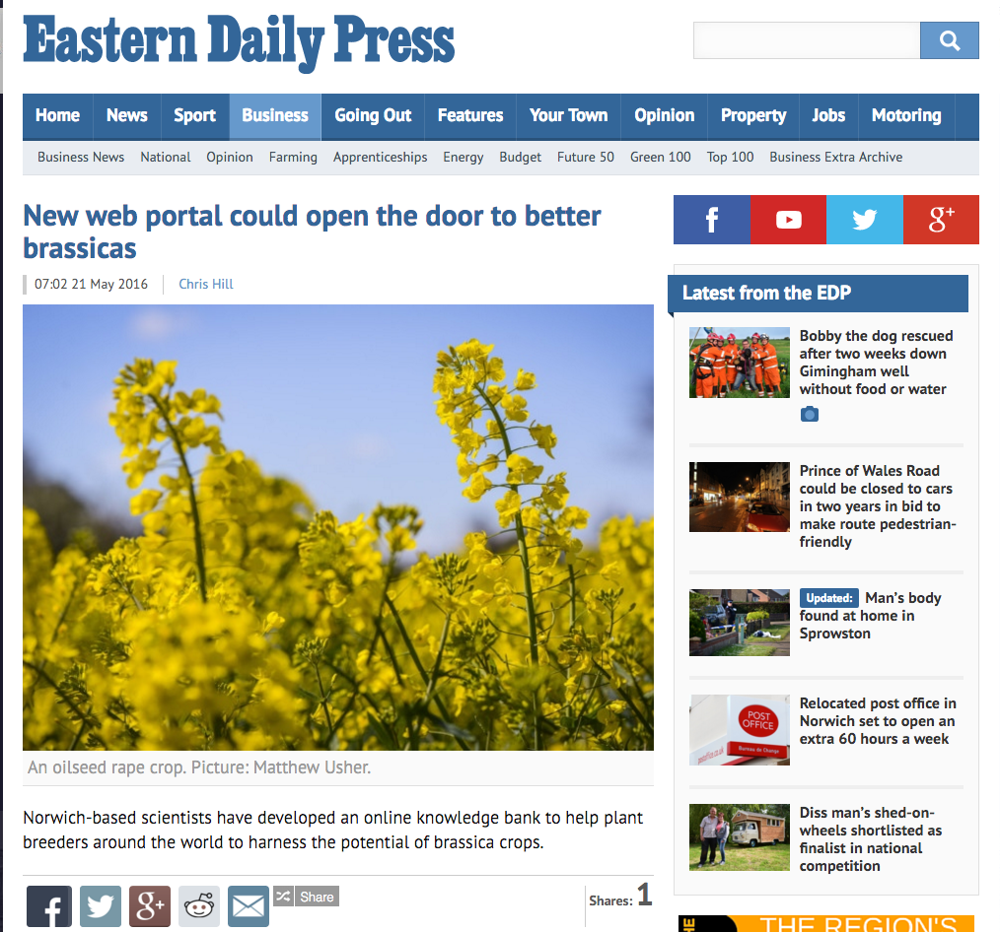 Eastern Daily Press
Home News Sport Business Going Out Features Your Town Opinion Property Jobs Motoring
Business News National Opinion Farming Apprenticeships Energy Budget Future 50 Green 100 Top 100 Business Extra Archive
New web portal could open the door to better
brassicas
07:02 21 May 2016 Chris Hill
An oilseed rape crop. Picture: Matthew Usher.
Norwich-based scientists have developed an online knowledge bank to help plant
breeders around the world to harness the potential of brassica crops.
f g+ Share
Shares: 1
f g+
Latest from the EDP
Bobby the dog rescued
after two weeks down
Gimingham well
without food or water
Prince of Wales Road
could be closed to cars
in two years in bid to
make route pedestrian-
friendly
Updated: Man's body
found at home in
Sprowston
POST
OFFICE
Bureau de Change
Relocated post office in
Norwich set to open an
extra 60 hours a week
Diss man's shed-on-
wheels shortlisted as
finalist in national
competition
THE REGION'S